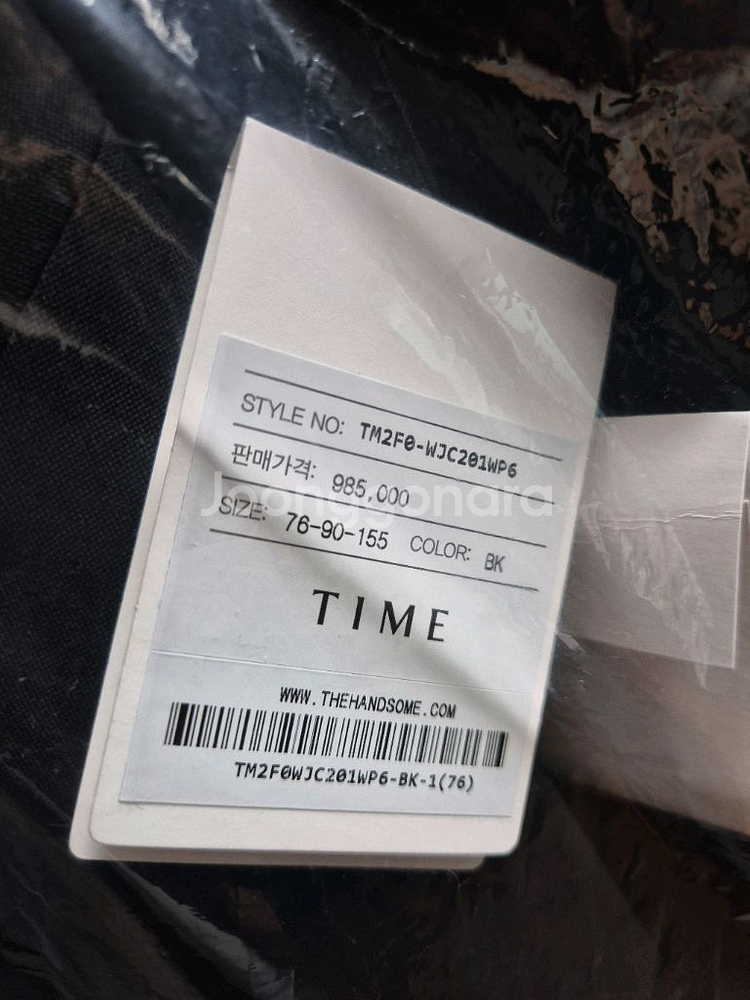 STYLE NO: TM2F0-WJC201WP6
판매가격: 985,000
Joonggonara
SIZE: 76-90-155 COLOR: BK
TIME
WWW.THEHANDSOME.COM
TM2F0WJC201WP6-BK-1(76)